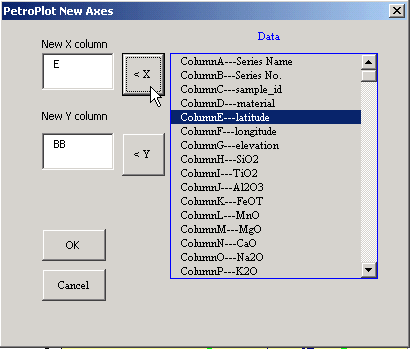 PetroPlot New Axes
New X column
E
< X
New Y column
BB
< Y
OK
Cancel
Data
ColumnA---Series Name
ColumnB---Series No.
ColumnC---sample_id
ColumnD---material
ColumnE---latitude
ColumnF---longitude
ColumnG---elevation
ColumnH---SiO2
ColumnI---TiO2
ColumnJ---Al2O3
ColumnK---FeOT
ColumnL---MnO
ColumnM---MgO
ColumnN---CaO
ColumnO---Na2O
ColumnP---K2O